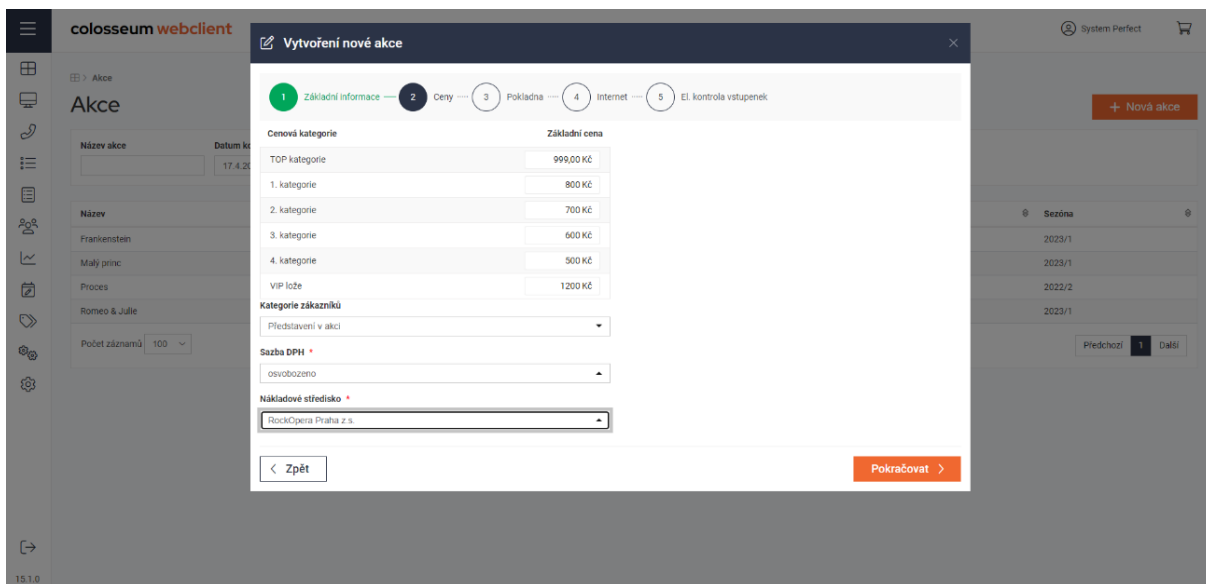 colosseum webclient
System Perfect
Akce
Akce
Nová akce
Název akce
Datum
17.4.20
Název
Sezóna
Frankenstein
2023/1
Malý princ
2023/1
Proces
2022/2
Romeo & Julie
2023/1
Počet záznamů 100
Předchozí 1 Další
15.1.0
Vytvoření nové akce
1 Základní informace 2 Ceny 3 Pokladna 4 Internet 5 El. kontrola vstupenek
Cenová kategorie Základní cena
TOP kategorie 999,00 Kč
1. kategorie 800 Kč
2. kategorie 700 Kč
3. kategorie 600 Kč
4. kategorie 500 Kč
VIP lože 1200 Kč
Kategorie zákazníků
Představení v akci
Sazba DPH *
osvobozeno
Nákladové středisko *
RockOpera Praha z.s.
Zpět
Pokračovat